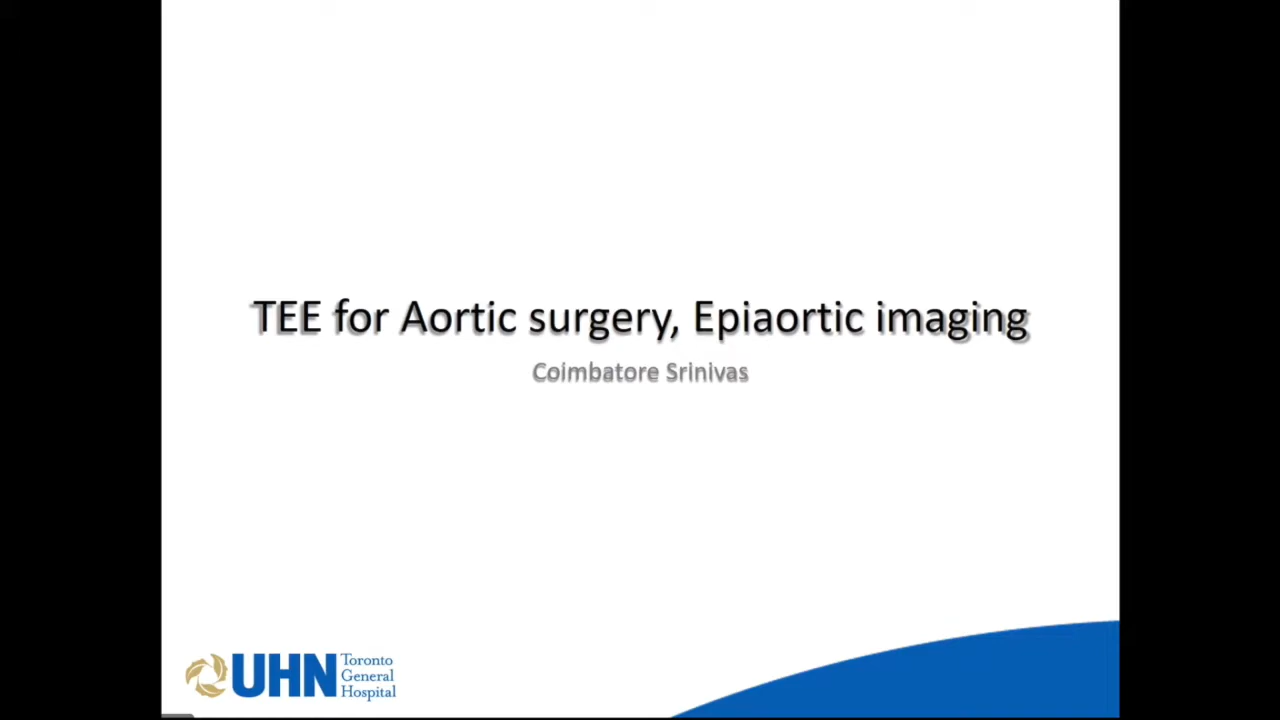 TEE for Aortic surgery, Epiaortic imaging
Coimbatore Srinivas
UHN
Toronto
General
Hospital